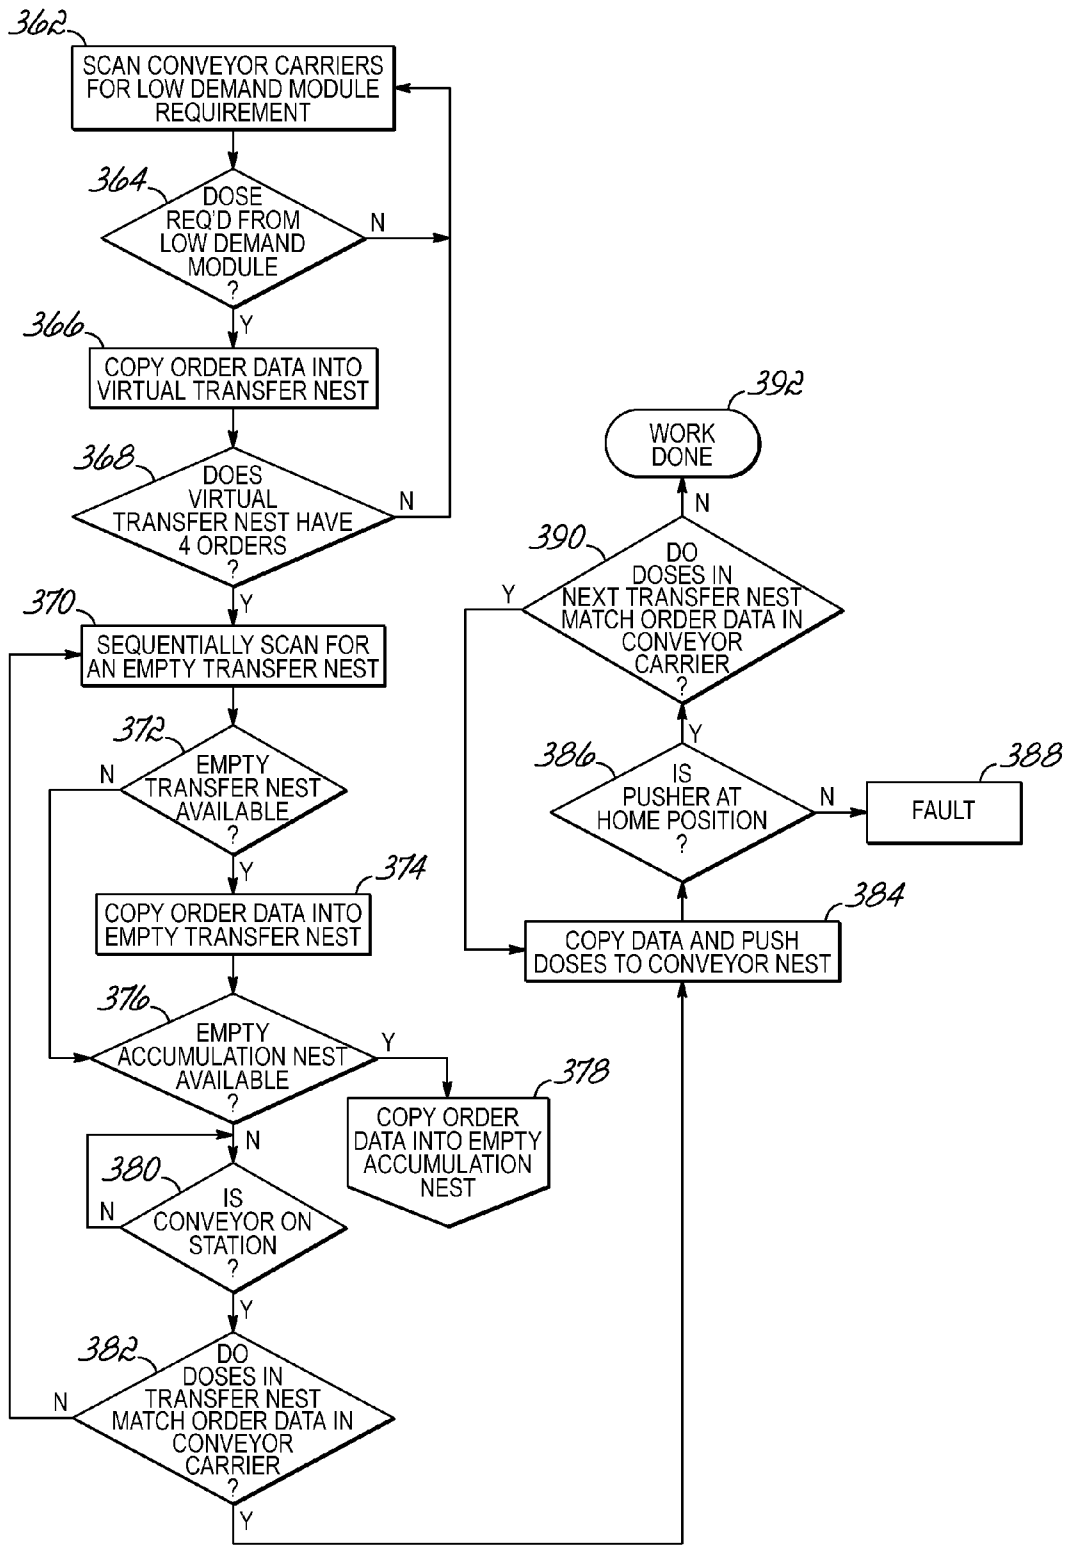 362
SCAN CONVEYOR CARRIERS
FOR LOW DEMAND MODULE
REQUIREMENT
364
DOSE
REQ'D FROM
LOW DEMAND
MODULE
?
N
Y
366
COPY ORDER DATA INTO
VIRTUAL TRANSFER NEST
368
DOES
VIRTUAL
TRANSFER NEST HAVE
4 ORDERS
?
N
Y
370
SEQUENTIALLY SCAN FOR
AN EMPTY TRANSFER NEST
372
EMPTY
TRANSFER NEST
AVAILABLE
?
N
Y
374
COPY ORDER DATA INTO
EMPTY TRANSFER NEST
376
EMPTY
ACCUMULATION NEST
AVAILABLE
?
Y
N
378
COPY ORDER
DATA INTO EMPTY
ACCUMULATION
NEST
380
IS
CONVEYOR ON
STATION
?
N
Y
382
DO
DOSES IN
TRANSFER NEST
MATCH ORDER DATA IN
CONVEYOR
CARRIER
?
N
Y
392
WORK
DONE
N
390
DO
DOSES IN
NEXT TRANSFER NEST
MATCH ORDER DATA IN
CONVEYOR
CARRIER
?
Y
Y
386
IS
PUSHER AT
HOME POSITION
?
N
388
FAULT
384
COPY DATA AND PUSH
DOSES TO CONVEYOR NEST